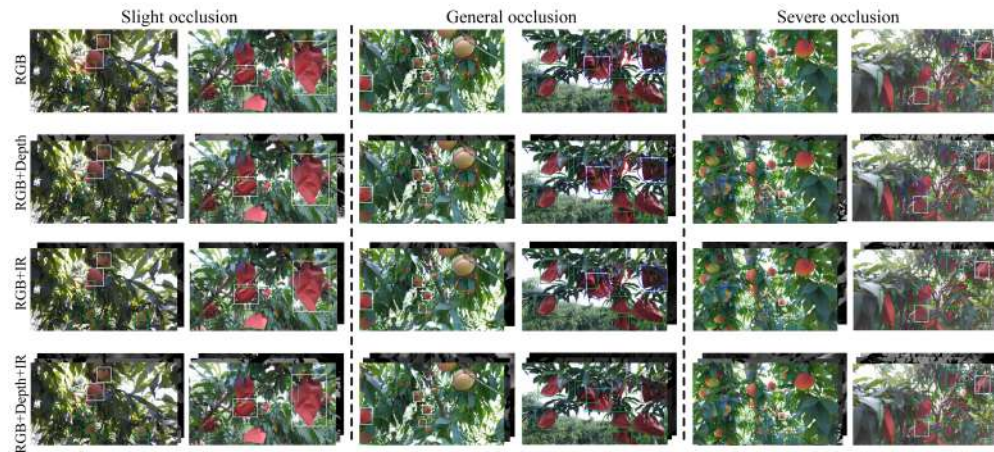 Slight occlusion
General occlusion
Severe occlusion
RGB
RGB+Depth
RGB+IR
RGB+Depth+IR